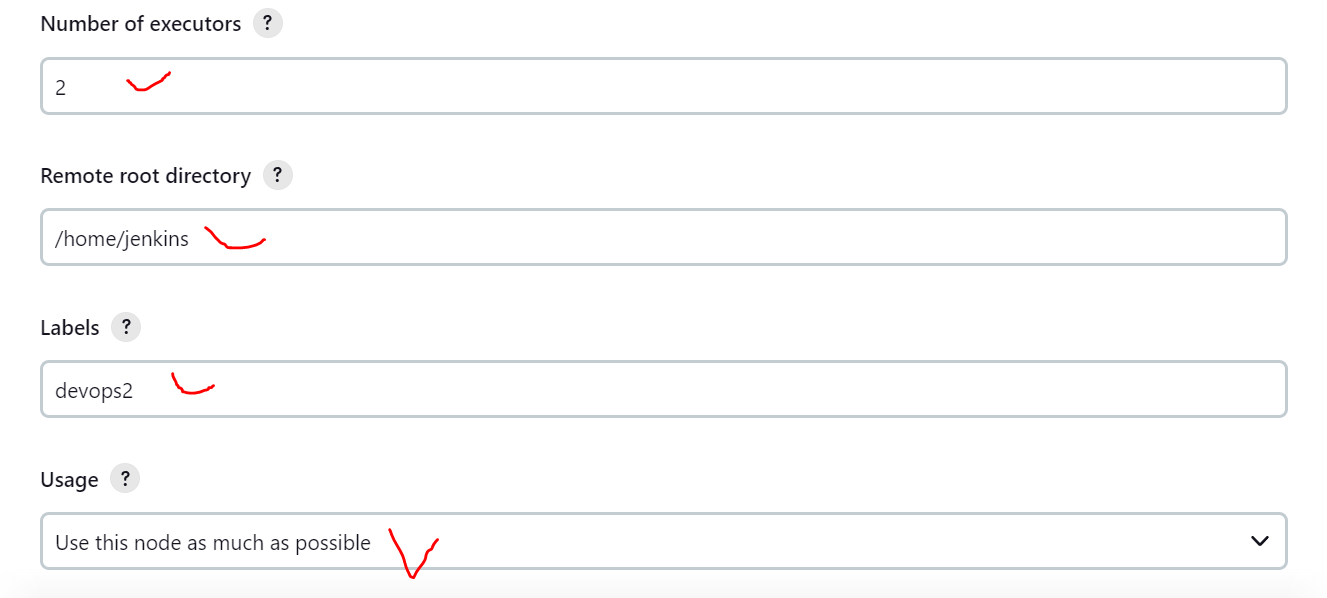 Number of executors ?
2
Remote root directory ?
/home/jenkins
Labels ?
devops2
Usage ?
Use this node as much as possible